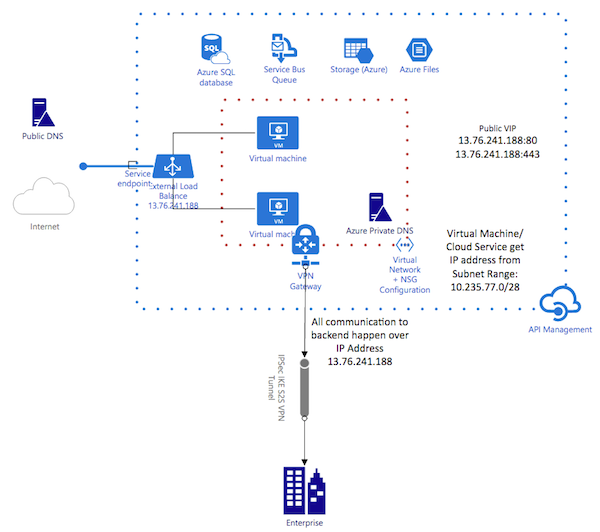 SQL
Azure SQL
database
Service Bus
Queue
Storage (Azure)
Azure Files
Public DNS
VM
Virtual machine
Public VIP
13.76.241.188:80
13.76.241.188:443
Service
endpoint
External Load
Balance
13.76.241.188
Internet
VM
Virtual mach
Azure Private DNS
VPN
Gateway
Virtual
Network
+ NSG
Configuration
Virtual Machine/
Cloud Service get
IP address from
Subnet Range:
10.235.77.0/28
API Management
All communication to
backend happen over
IP Address
13.76.241.188
IPSec IKE S2S VPN
Tunnel
Enterprise